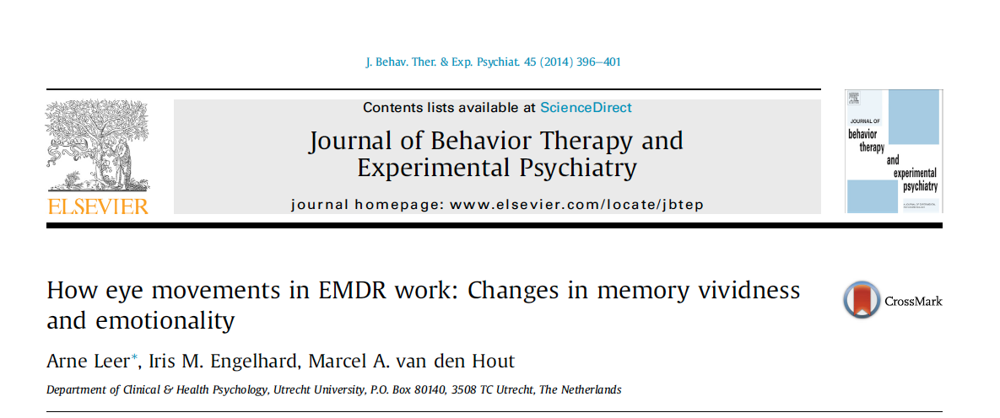 J. Behav. Ther. & Exp. Psychiat. 45 (2014) 396–401
Contents lists available at ScienceDirect
Journal of Behavior Therapy and
Experimental Psychiatry
journal homepage: www.elsevier.com/locate/jbtep
ELSEVIER
JOURNAL OF
behavior
therapy
and
experimental
psychiatry
How eye movements in EMDR work: Changes in memory vividness
and emotionality
CrossMark
Arne Leer*, Iris M. Engelhard, Marcel A. van den Hout
Department of Clinical & Health Psychology, Utrecht University, P.O. Box 80140, 3508 TC Utrecht, The Netherlands